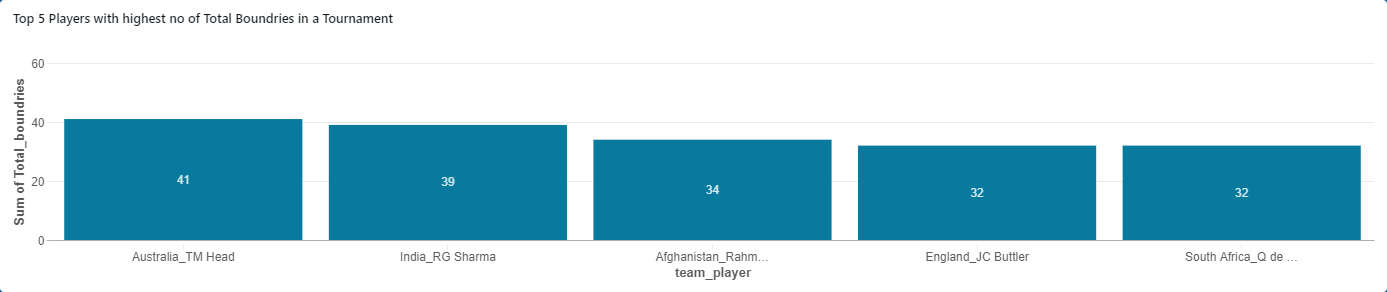 Top 5 Players with highest no of Total Boundries in a Tournament
Sum of Total_boundries
60
40
20
0
41
39
34
32
32
Australia_TM Head
India_RG Sharma
Afghanistan_Rahm…
England_JC Buttler
South Africa_Q de …
team_player